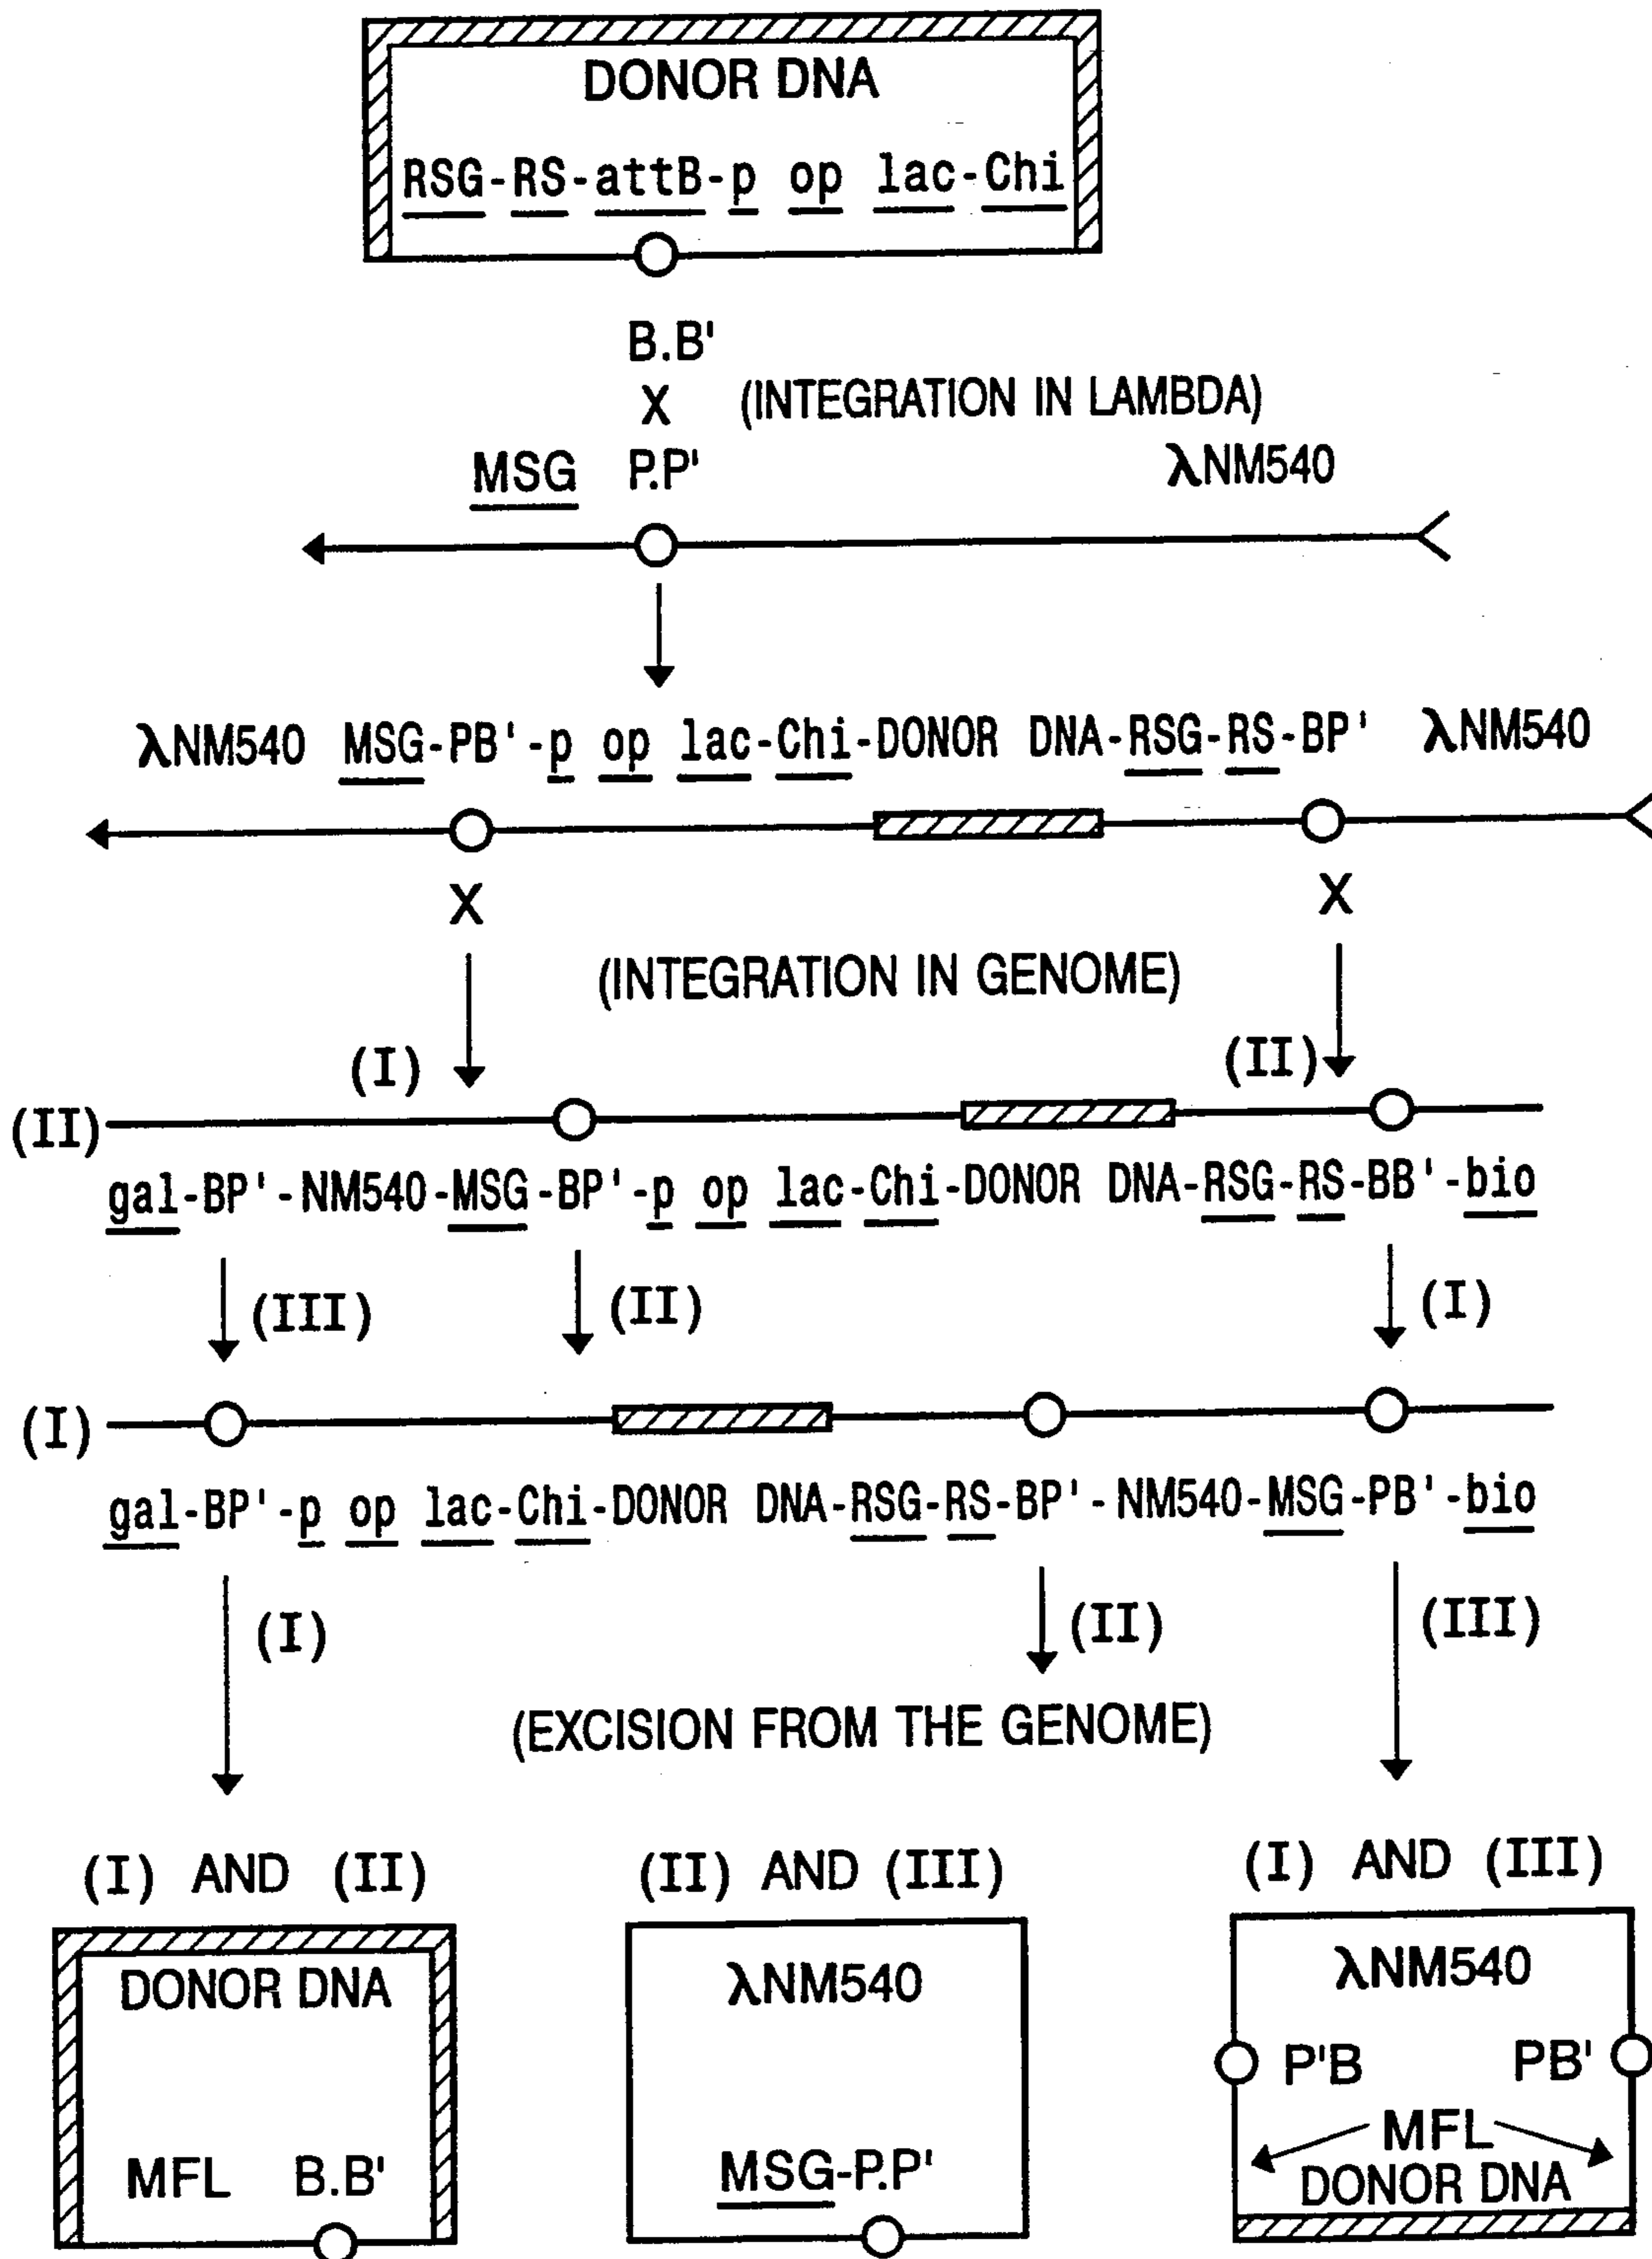 DONOR DNA
RSG-RS-attB-p op lac-Chi
B.B'
X (INTEGRATION IN LAMBDA)
MSG P.P' λNM540
λNM540 MSG-PB'-p op lac-Chi-DONOR DNA-RSG-RS-BP' λNM540
X X
(INTEGRATION IN GENOME)
(I) (II)
(II)
gal-BP'-NM540-MSG-BP'-p op lac-Chi-DONOR DNA-RSG-RS-BB'-bio
(III) (II) (I)
(I)
gal-BP'-p op lac-Chi-DONOR DNA-RSG-RS-BP'-NM540-MSG-PB'-bio
(I) (II) (III)
(EXCISION FROM THE GENOME)
(I) AND (II) (II) AND (III) (I) AND (III)
DONOR DNA λNM540 λNM540
P'B PB'
MFL B.B' MSG-P.P' MFL
DONOR DNA